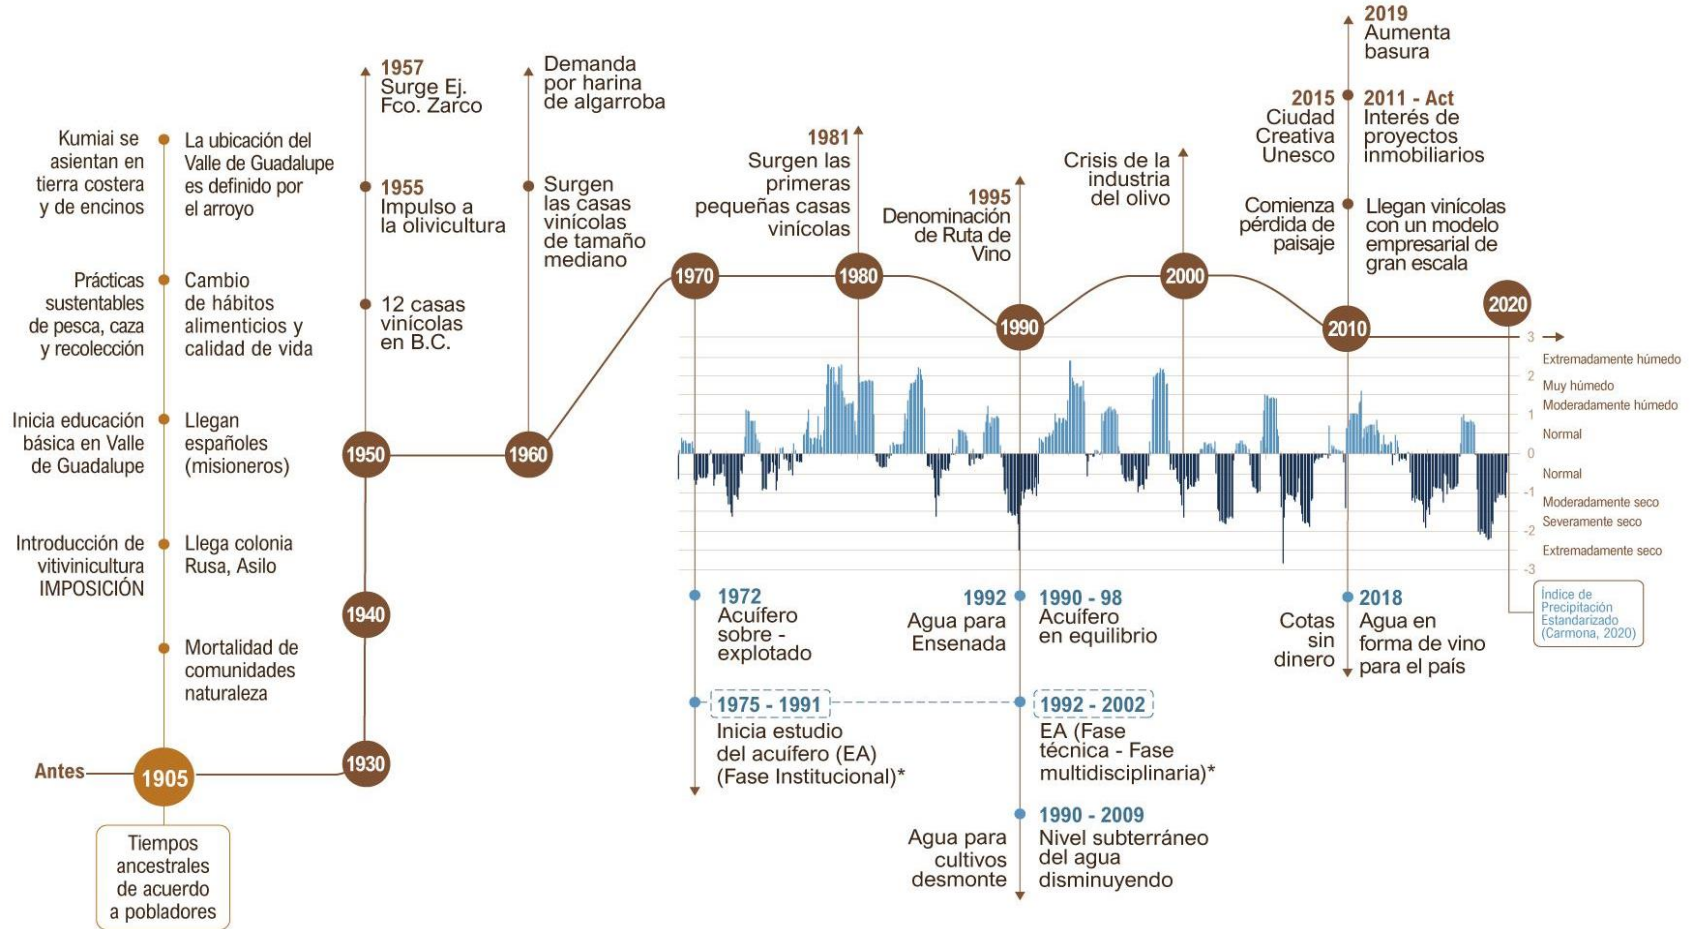 Kumiai se
asientan en
tierra costera
y de encinos
La ubicación del
Valle de Guadalupe
es definido por
el arroyo
Prácticas
sustentables
de pesca, caza
y recolección
Cambio
de hábitos
alimenticios y
calidad de vida
Inicia educación
básica en Valle
de Guadalupe
Llegan
españoles
(misioneros)
Introducción de
vitivinicultura
IMPOSICIÓN
Llega colonia
Rusa, Asilo
Mortalidad de
comunidades
naturaleza
Antes
1905
Tiempos
ancestrales
de acuerdo
a pobladores
1930
1940
1950
1957
Surge Ej.
Fco. Zarco
1955
Impulso a
la olivicultura
12 casas
vinícolas
en B.C.
1960
Demanda
por harina
de algarroba
Surgen
las casas
vinícolas
de tamaño
mediano
1970
1972
Acuífero
sobre -
explotado
1975 - 1991
Inicia estudio
del acuífero (EA)
(Fase Institucional)*
1980
1981
Surgen las
primeras
pequeñas casas
vinícolas
1990
1995
Denominación
de Ruta de
Vino
1992
Agua para
Ensenada
1990 - 98
Acuífero
en equilibrio
1992 - 2002
EA (Fase
técnica - Fase
multidisciplinaria)*
Agua para
cultivos
desmonte
1990 - 2009
Nivel subterráneo
del agua
disminuyendo
2000
Crisis de la
industria
del olivo
2010
2019
Aumenta
basura
2015
Ciudad
Creativa
Unesco
2011 - Act
Interés de
proyectos
inmobiliarios
Comienza
pérdida de
paisaje
Llegan vinícolas
con un modelo
empresarial de
gran escala
Cotas
sin
dinero
2018
Agua en
forma de vino
para el país
2020
3
Extremadamente húmedo
2
Muy húmedo
Moderadamente húmedo
1
Normal
0
Normal
-1
Moderadamente seco
Severamente seco
-2
Extremadamente seco
-3
Índice de
Precipitación
Estandarizado
(Carmona, 2020)